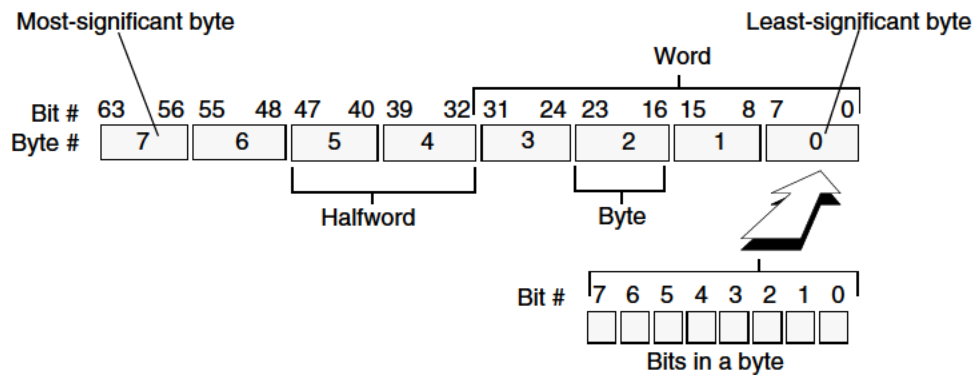 Most-significant byte Least-significant byte
Word
Bit # 63 56 55 48 47 40 39 32 31 24 23 16 15 8 7 0
Byte # 7 6 5 4 3 2 1 0
Halfword Byte
Bit # 7 6 5 4 3 2 1 0
Bits in a byte